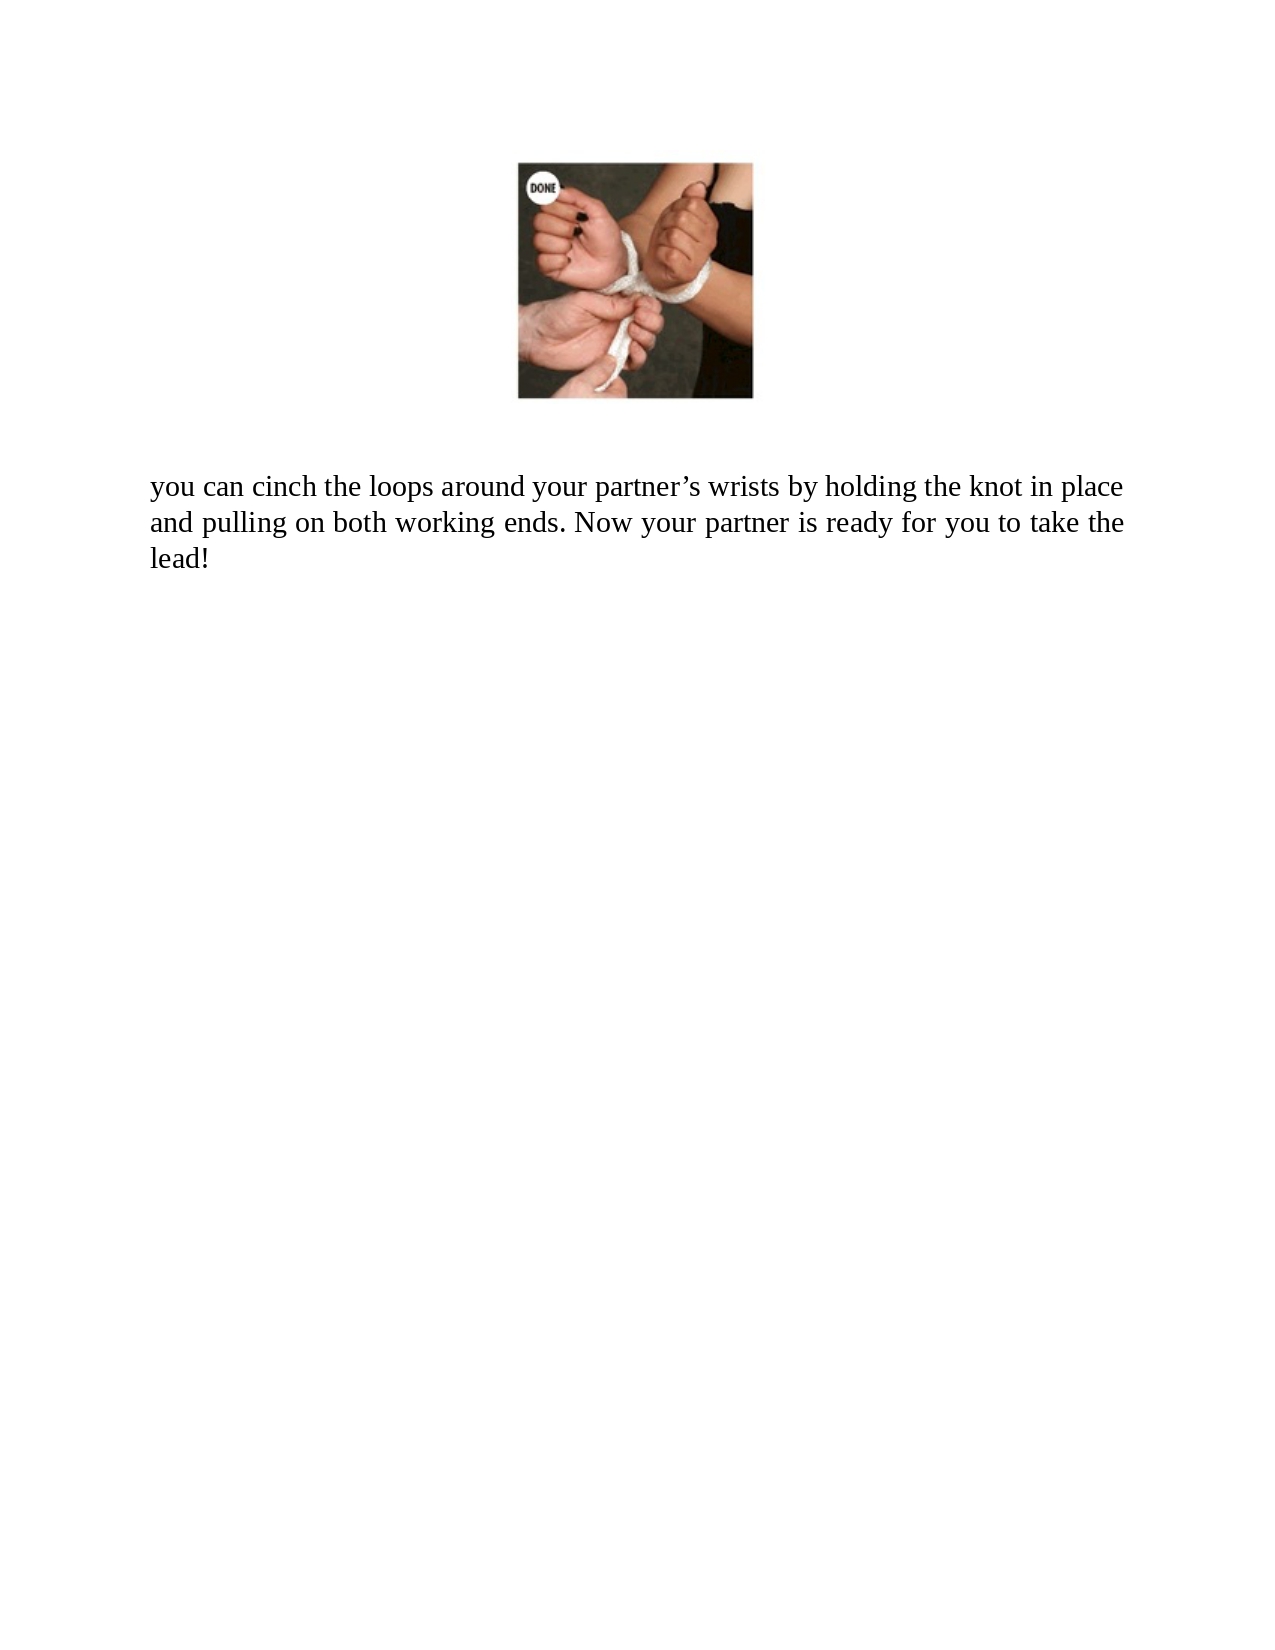 DONE
you can cinch the loops around your partner’s wrists by holding the knot in place
and pulling on both working ends. Now your partner is ready for you to take the
lead!